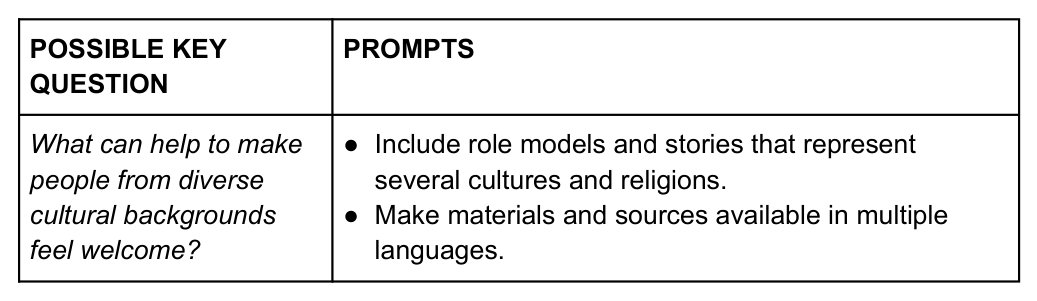 POSSIBLE KEY
QUESTION
PROMPTS
What can help to make
people from diverse
cultural backgrounds
feel welcome?
● Include role models and stories that represent
several cultures and religions.
● Make materials and sources available in multiple
languages.